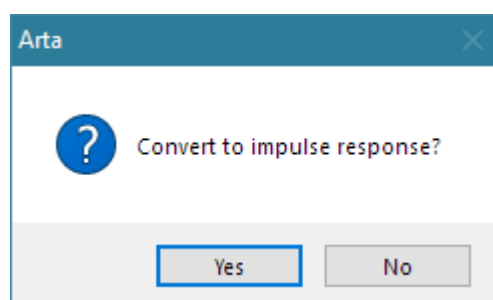 Arta
Convert to impulse response?
Yes
No